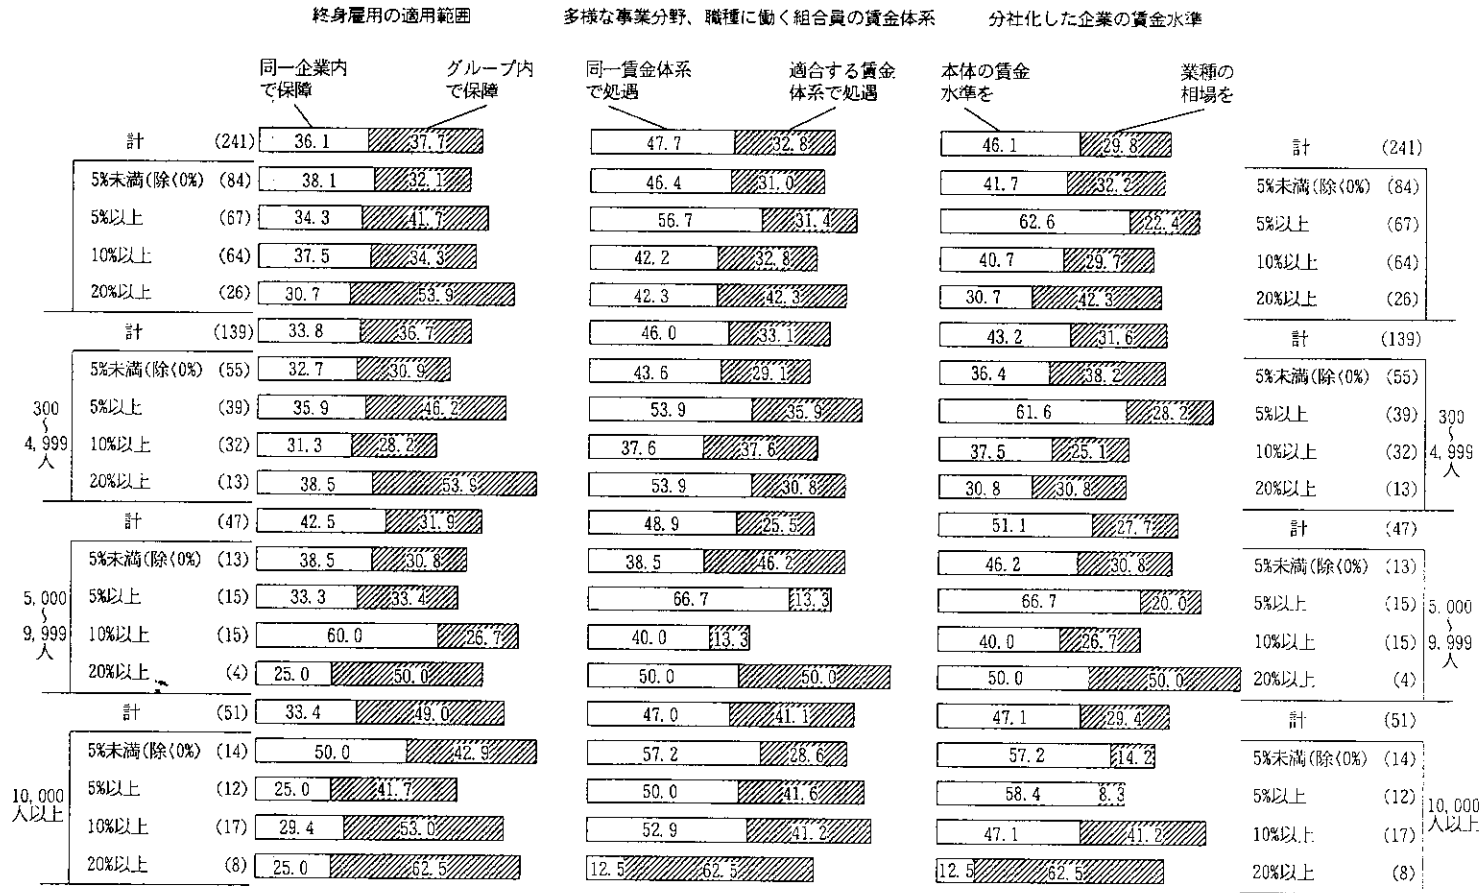 終身雇用の適用範囲 多様な事業分野、職種に働く組合員の賃金体系 分社化した企業の賃金水準
同一企業内で保障 グループ内で保障 同一賃金体系で処遇 適合する賃金体系で処遇 本体の賃金水準を 業種の相場を
計 (241) 36.1 37.7 47.7 32.8 46.1 29.8 計 (241)
5%未満(除く0%) (84) 38.1 32.1 46.4 31.0 41.7 32.2 5%未満(除く0%) (84)
5%以上 (67) 34.3 41.7 56.7 31.4 62.6 22.4 5%以上 (67)
10%以上 (64) 37.5 34.3 42.2 32.8 40.7 29.7 10%以上 (64)
20%以上 (26) 30.7 53.9 42.3 42.3 30.7 42.3 20%以上 (26)
計 (139) 33.8 36.7 46.0 33.1 43.2 31.6 計 (139)
300〜4,999人
5%未満(除く0%) (55) 32.7 30.9 43.6 29.1 36.4 38.2 5%未満(除く0%) (55)
5%以上 (39) 35.9 46.2 53.9 35.9 61.6 28.2 5%以上 (39)
10%以上 (32) 31.3 28.2 37.6 37.6 37.5 25.1 10%以上 (32)
20%以上 (13) 38.5 53.9 53.9 30.8 30.8 30.8 20%以上 (13)
300〜4,999人
計 (47) 42.5 31.9 48.9 25.5 51.1 27.7 計 (47)
5,000〜9,999人
5%未満(除く0%) (13) 38.5 30.8 38.5 46.2 46.2 30.8 5%未満(除く0%) (13)
5%以上 (15) 33.3 33.4 66.7 13.3 66.7 20.0 5%以上 (15)
10%以上 (15) 60.0 26.7 40.0 13.3 40.0 26.7 10%以上 (15)
20%以上 (4) 25.0 50.0 50.0 50.0 50.0 50.0 20%以上 (4)
5,000〜9,999人
計 (51) 33.4 49.0 47.0 41.1 47.1 29.4 計 (51)
10,000人以上
5%未満(除く0%) (14) 50.0 42.9 57.2 28.6 57.2 14.2 5%未満(除く0%) (14)
5%以上 (12) 25.0 41.7 50.0 41.6 58.4 8.3 5%以上 (12)
10%以上 (17) 29.4 53.0 52.9 41.2 47.1 41.2 10%以上 (17)
20%以上 (8) 25.0 62.5 12.5 62.5 12.5 62.5 20%以上 (8)
10,000人以上